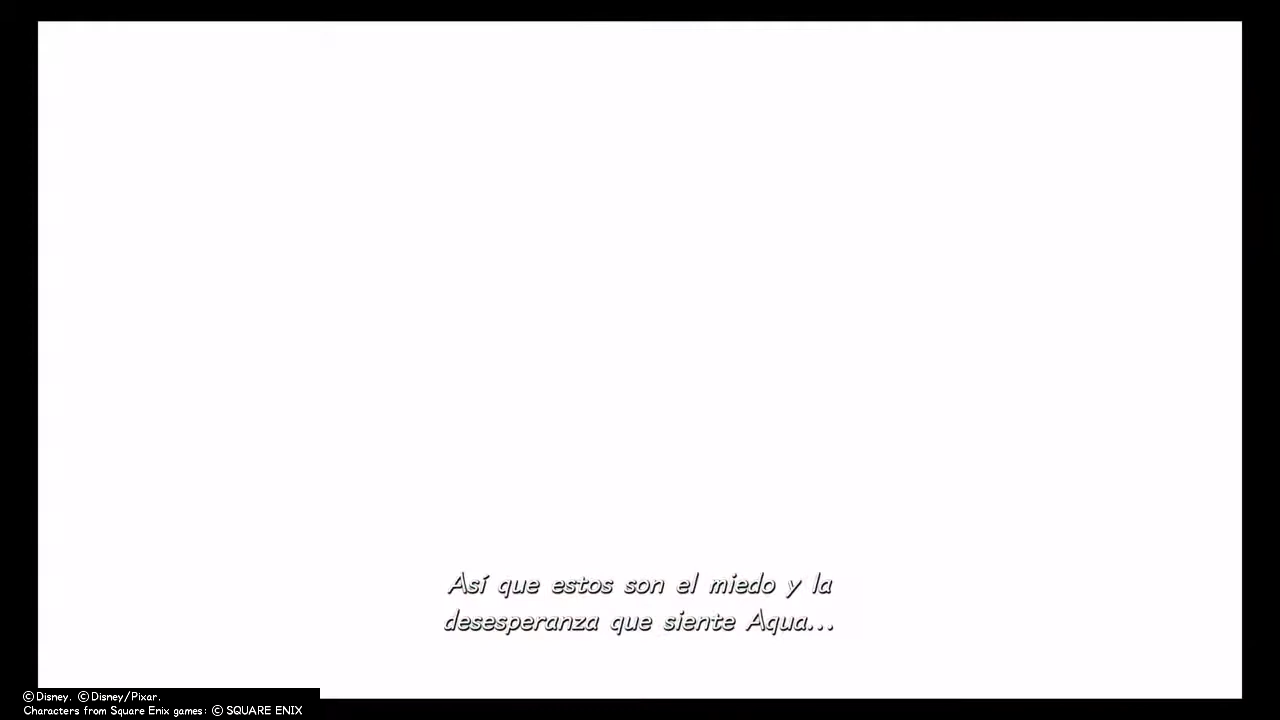 Así que estos son el miedo y la
desesperanza que siente Aqua...
©Disney. ©Disney/Pixar.
Characters from Square Enix games: © SQUARE ENIX